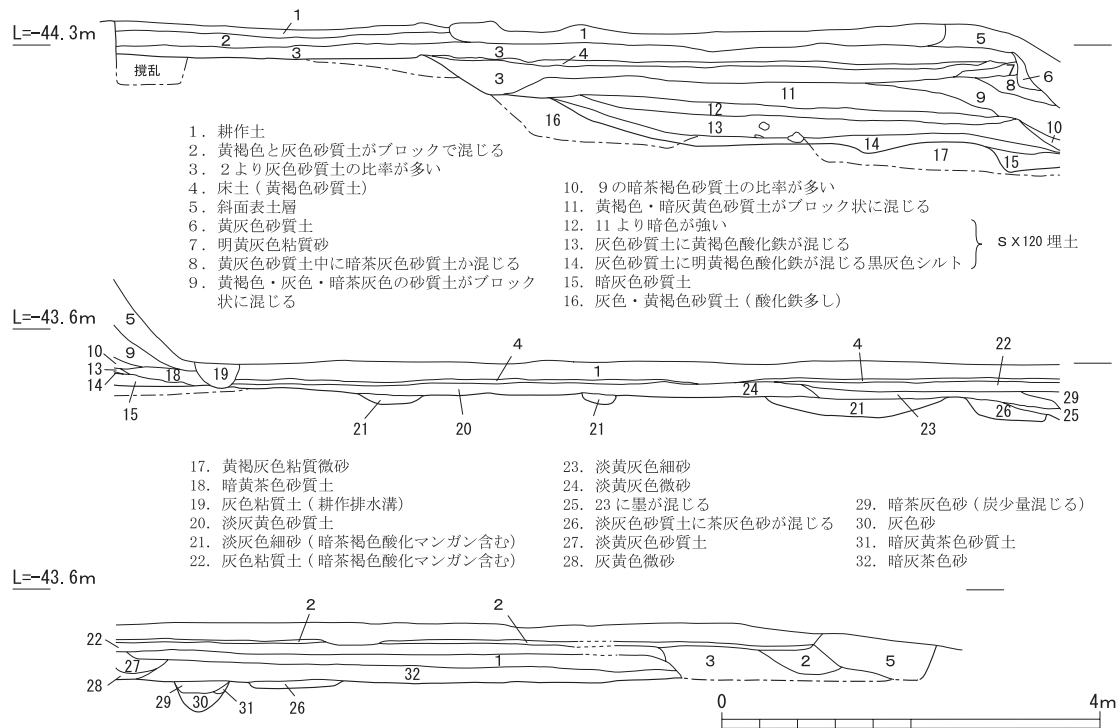 L=-44.3m
1
1
2
3
3
4
5
6
7
8
3
11
9
12
16
13
14
17
15
10
撹乱
1．耕作土
2．黄褐色と灰色砂質土がブロックで混じる
3．2より灰色砂質土の比率が多い
4．床土（黄褐色砂質土）
5．斜面表土層
6．黄灰色砂質土
7．明黄灰色粘質砂
8．黄灰色砂質土中に暗茶灰色砂質土か混じる
9．黄褐色・灰色・暗茶灰色の砂質土がブロック
状に混じる
10．9の暗茶褐色砂質土の比率が多い
11．黄褐色・暗灰黄色砂質土がブロック状に混じる
12．11より暗色が強い
13．灰色砂質土に黄褐色酸化鉄が混じる
14．灰色砂質土に明黄褐色酸化鉄が混じる黒灰色シルト
SX120 埋土
15．暗灰色砂質土
16．灰色・黄褐色砂質土（酸化鉄多し）
L=-43.6m
5
9
10
13
14
15
18
19
4
1
4
22
24
21
20
21
21
23
26
29
25
17．黄褐灰色粘質微砂
18．暗黄茶色砂質土
19．灰色粘質土（耕作排水溝）
20．淡灰黄色砂質土
21．淡灰色細砂（暗茶褐色酸化マンガン含む）
22．灰色粘質土（暗茶褐色酸化マンガン含む）
23．淡黄灰色細砂
24．淡黄灰色微砂
25．23に墨が混じる
26．淡灰色砂質土に茶灰色砂が混じる
27．淡黄灰色砂質土
28．灰黄色微砂
29．暗茶灰色砂（炭少量混じる）
30．灰色砂
31．暗灰黄茶色砂質土
32．暗灰茶色砂
L=-43.6m
2
2
22
1
27
32
28
29
30
31
26
3
2
5
0
4m